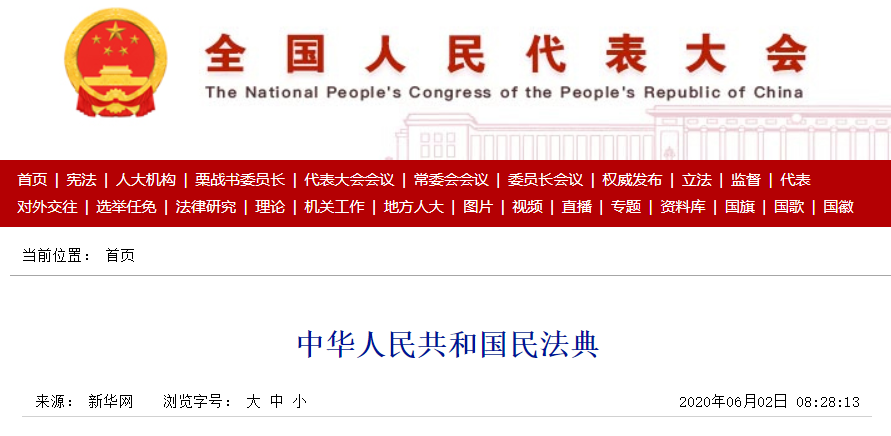 全国人民代表大会
The National People's Congress of the People's Republic of China
首页 | 宪法 | 人大机构 | 栗战书委员长 | 代表大会会议 | 常委会会议 | 委员长会议 | 权威发布 | 立法 | 监督 | 代表
对外交往 | 选举任免 | 法律研究 | 理论 | 机关工作 | 地方人大 | 图片 | 视频 | 直播 | 专题 | 资料库 | 国旗 | 国歌 | 国徽
当前位置： 首页
中华人民共和国民法典
来源： 新华网 浏览字号： 大 中 小 2020年06月02日 08:28:13